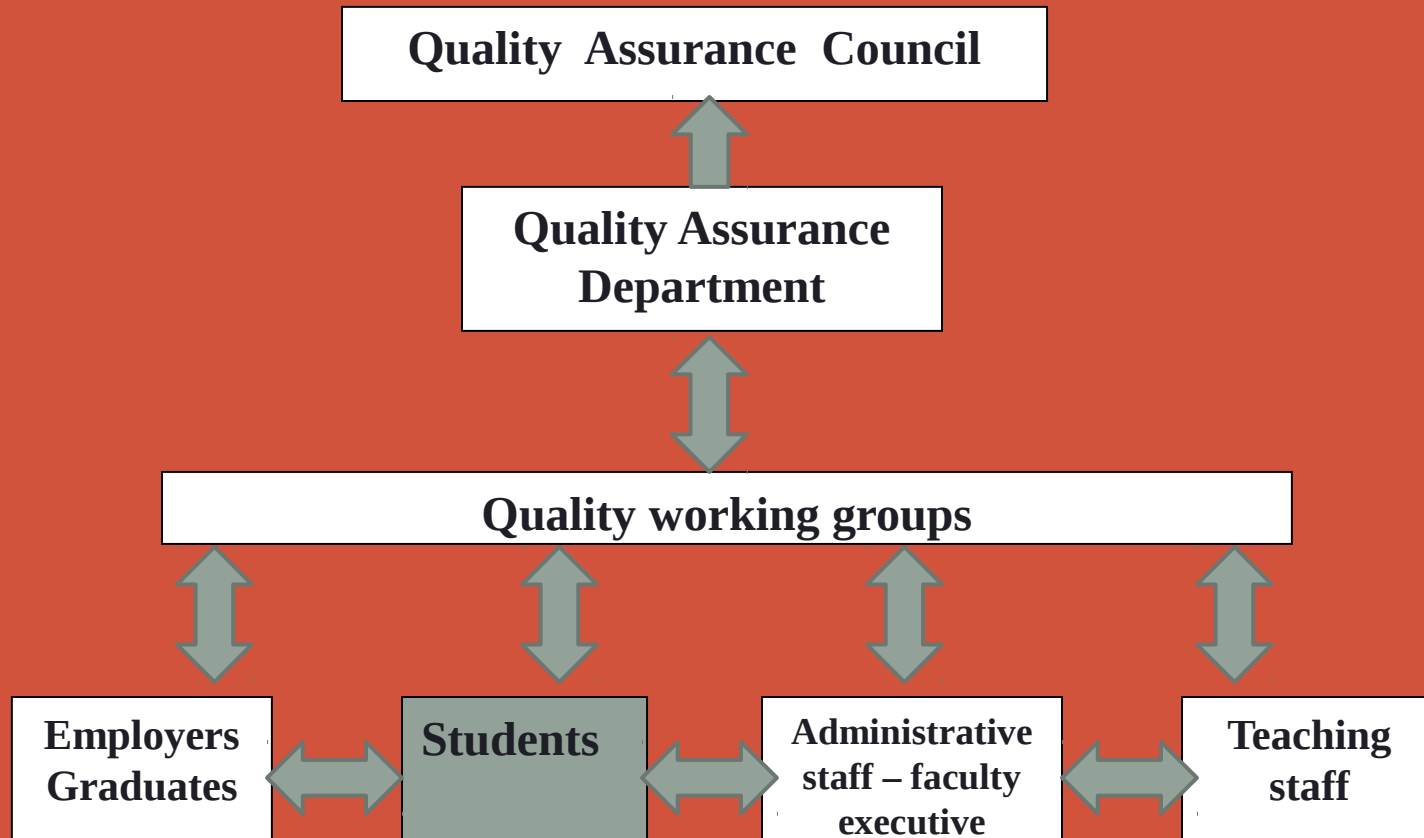 Quality Assurance Council
Quality Assurance
Department
Quality working groups
Employers
Graduates
Students
Administrative
staff – faculty
executive
Teaching
staff